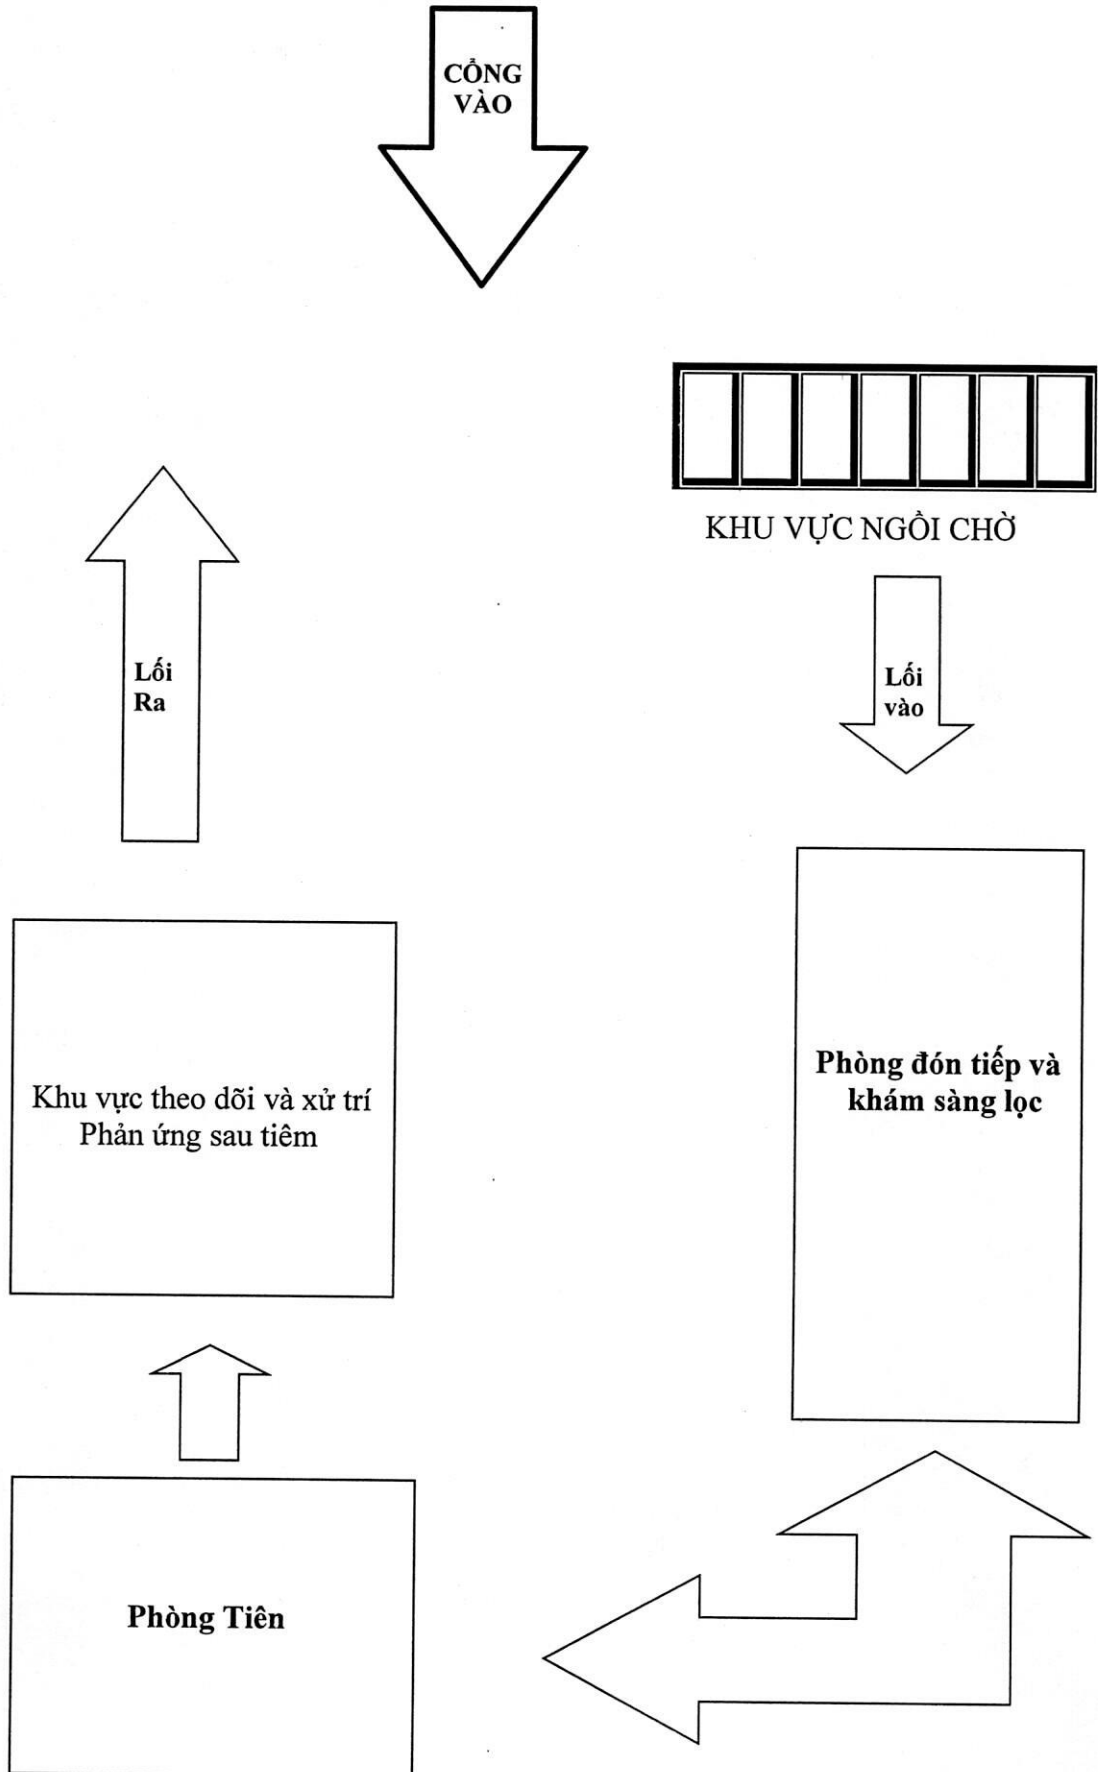 CỔNG
VÀO
KHU VỰC NGỒI CHỜ
Lối
Ra
Lối
vào
Phòng đón tiếp và
khám sàng lọc
Khu vực theo dõi và xử trí
Phản ứng sau tiêm
Phòng Tiên